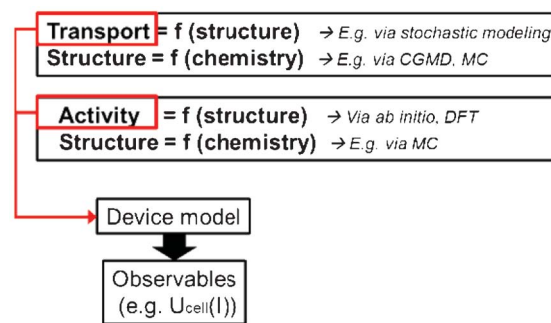 Transport = f (structure) → E.g. via stochastic modeling
Structure = f (chemistry) → E.g. via CGMD, MC
Activity = f (structure) → Via ab initio, DFT
Structure = f (chemistry) → E.g. via MC
Device model
Observables
(e.g. Ucell(I))